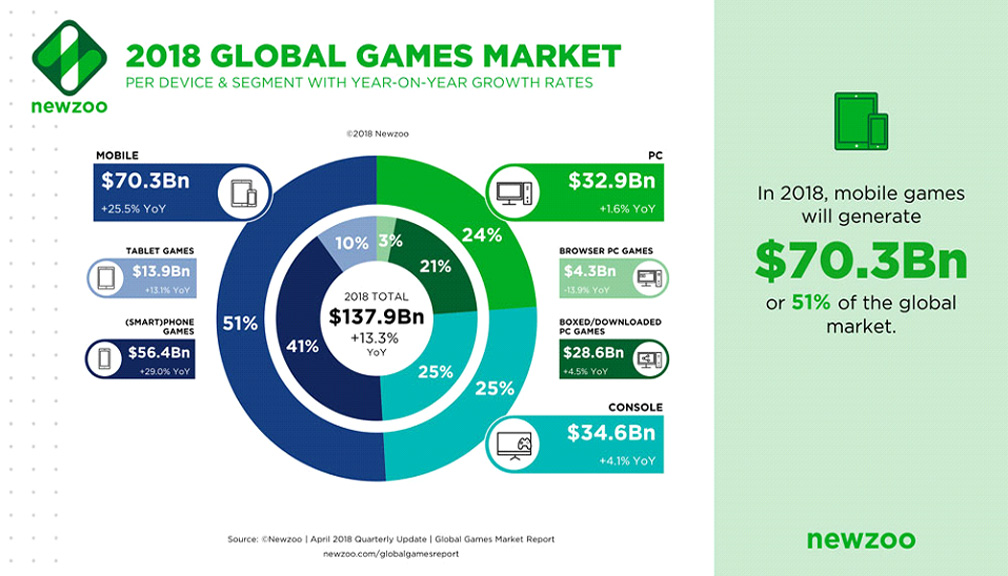 2018 GLOBAL GAMES MARKET
PER DEVICE & SEGMENT WITH YEAR-ON-YEAR GROWTH RATES
newzoo
©2018 Newzoo
MOBILE
$70.3Bn
+25.5% YoY
TABLET GAMES
$13.9Bn
+13.1% YoY
(SMART)PHONE
GAMES
$56.4Bn
+29.0% YoY
51%
41%
10%
3%
21%
24%
25%
25%
2018 TOTAL
$137.9Bn
+13.3%
YoY
PC
$32.9Bn
+1.6% YoY
BROWSER PC GAMES
$4.3Bn
-13.9% YoY
BOXED/DOWNLOADED
PC GAMES
$28.6Bn
+4.5% YoY
CONSOLE
$34.6Bn
+4.1% YoY
Source: ©Newzoo | April 2018 Quarterly Update | Global Games Market Report
newzoo.com/globalgamesreport
In 2018, mobile games
will generate
$70.3Bn
or 51% of the global
market.
newzoo